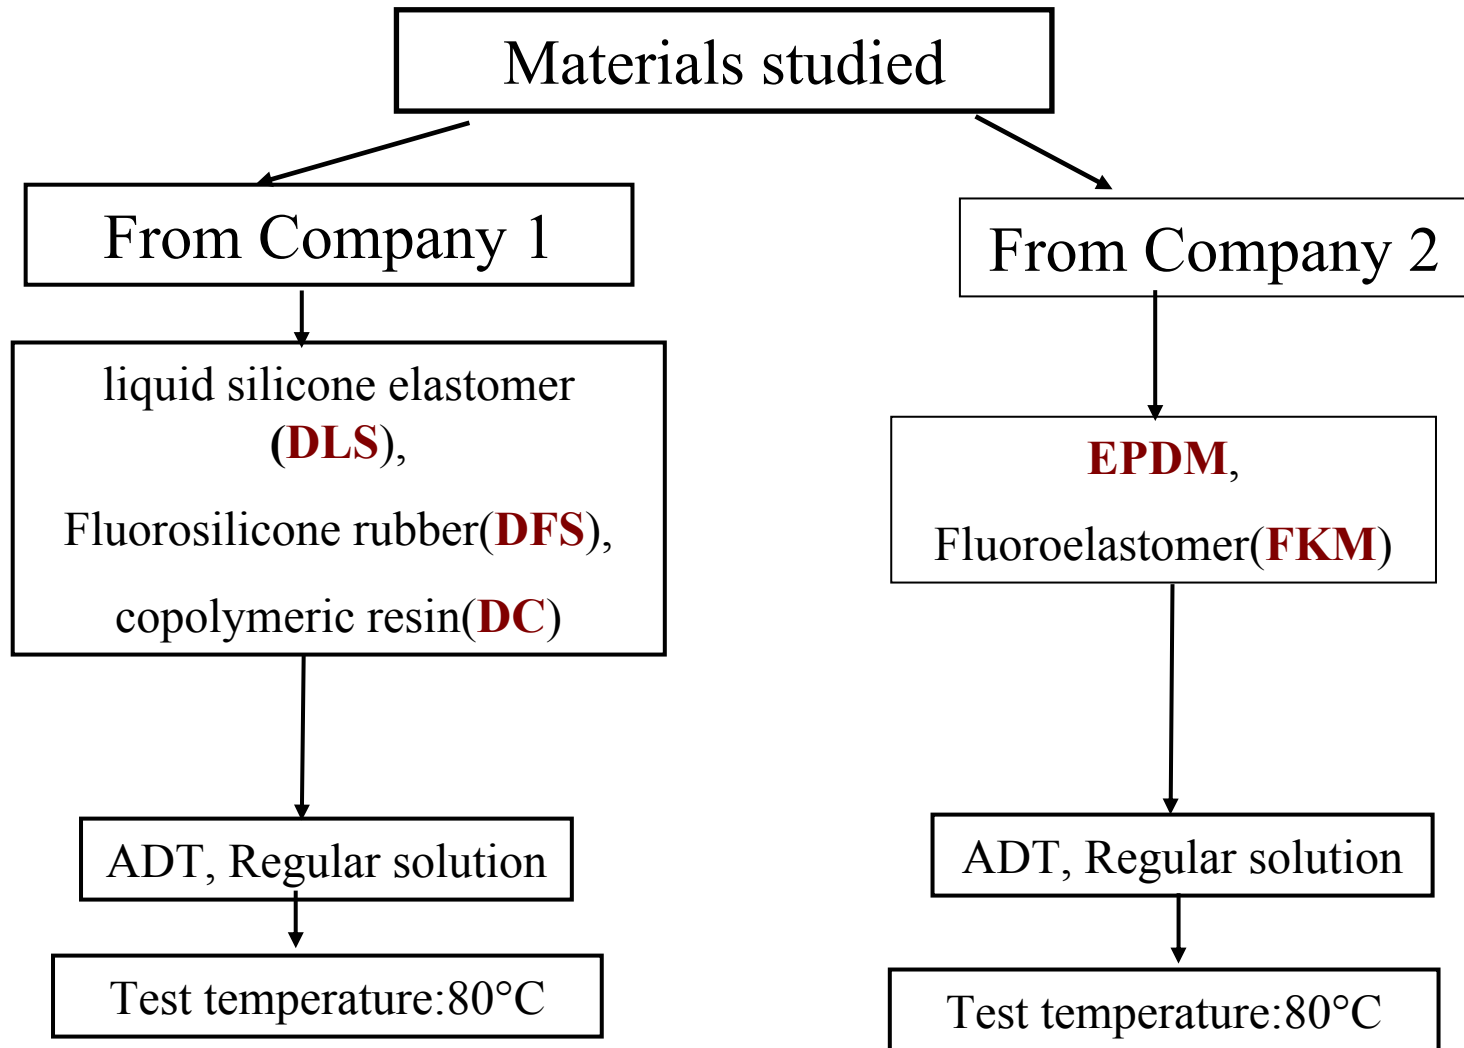 Materials studied
From Company 1
liquid silicone elastomer
(DLS),
Fluorosilicone rubber(DFS),
copolymeric resin(DC)
ADT, Regular solution
Test temperature:80°C
From Company 2
EPDM,
Fluoroelastomer(FKM)
ADT, Regular solution
Test temperature:80°C